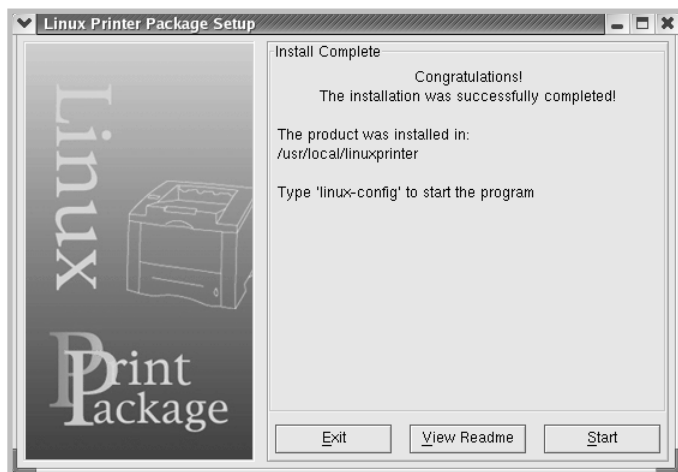 Linux Printer Package Setup
Linux
Print
Package
Install Complete
Congratulations!
The installation was successfully completed!
The product was installed in:
/usr/local/linuxprinter
Type 'linux-config' to start the program
Exit
View Readme
Start